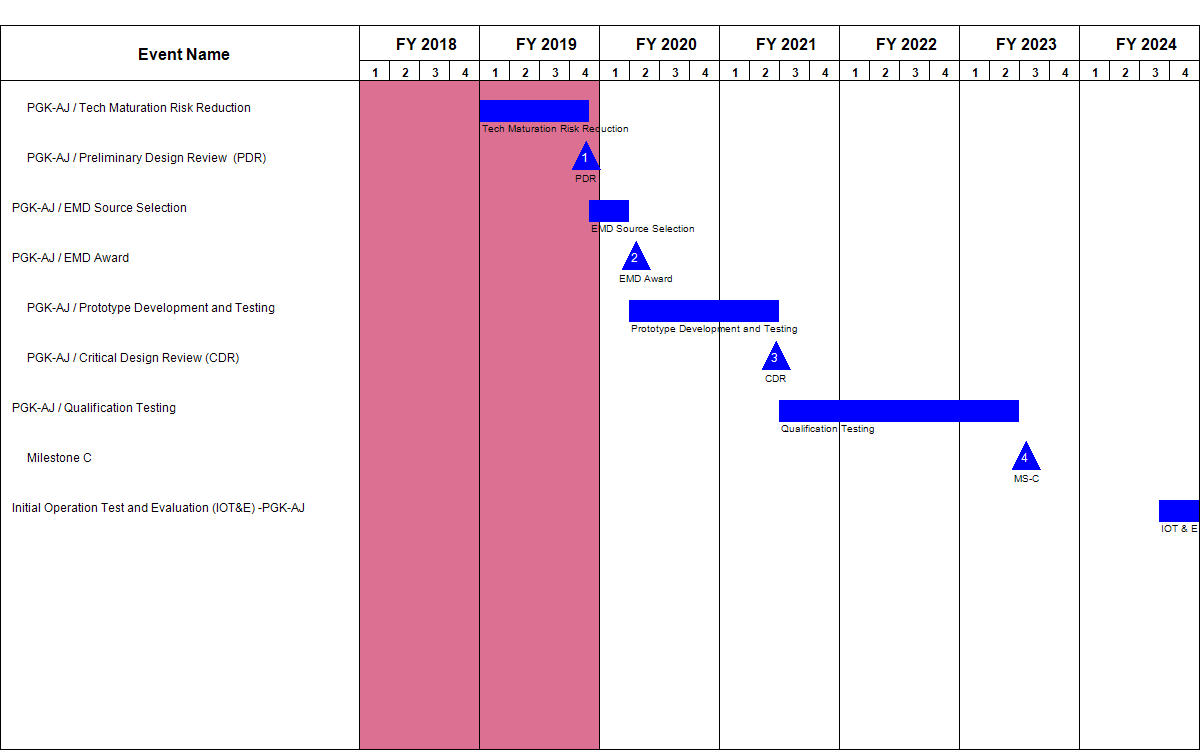 Event Name FY 2018 FY 2019 FY 2020 FY 2021 FY 2022 FY 2023 FY 2024
1 2 3 4 1 2 3 4 1 2 3 4 1 2 3 4 1 2 3 4 1 2 3 4 1 2 3 4
PGK-AJ / Tech Maturation Risk Reduction
Tech Maturation Risk Reduction
PGK-AJ / Preliminary Design Review (PDR) 1
PDR
PGK-AJ / EMD Source Selection
EMD Source Selection
PGK-AJ / EMD Award 2
EMD Award
PGK-AJ / Prototype Development and Testing
Prototype Development and Testing
PGK-AJ / Critical Design Review (CDR) 3
CDR
PGK-AJ / Qualification Testing
Qualification Testing
Milestone C 4
MS-C
Initial Operation Test and Evaluation (IOT&E) -PGK-AJ
IOT & E